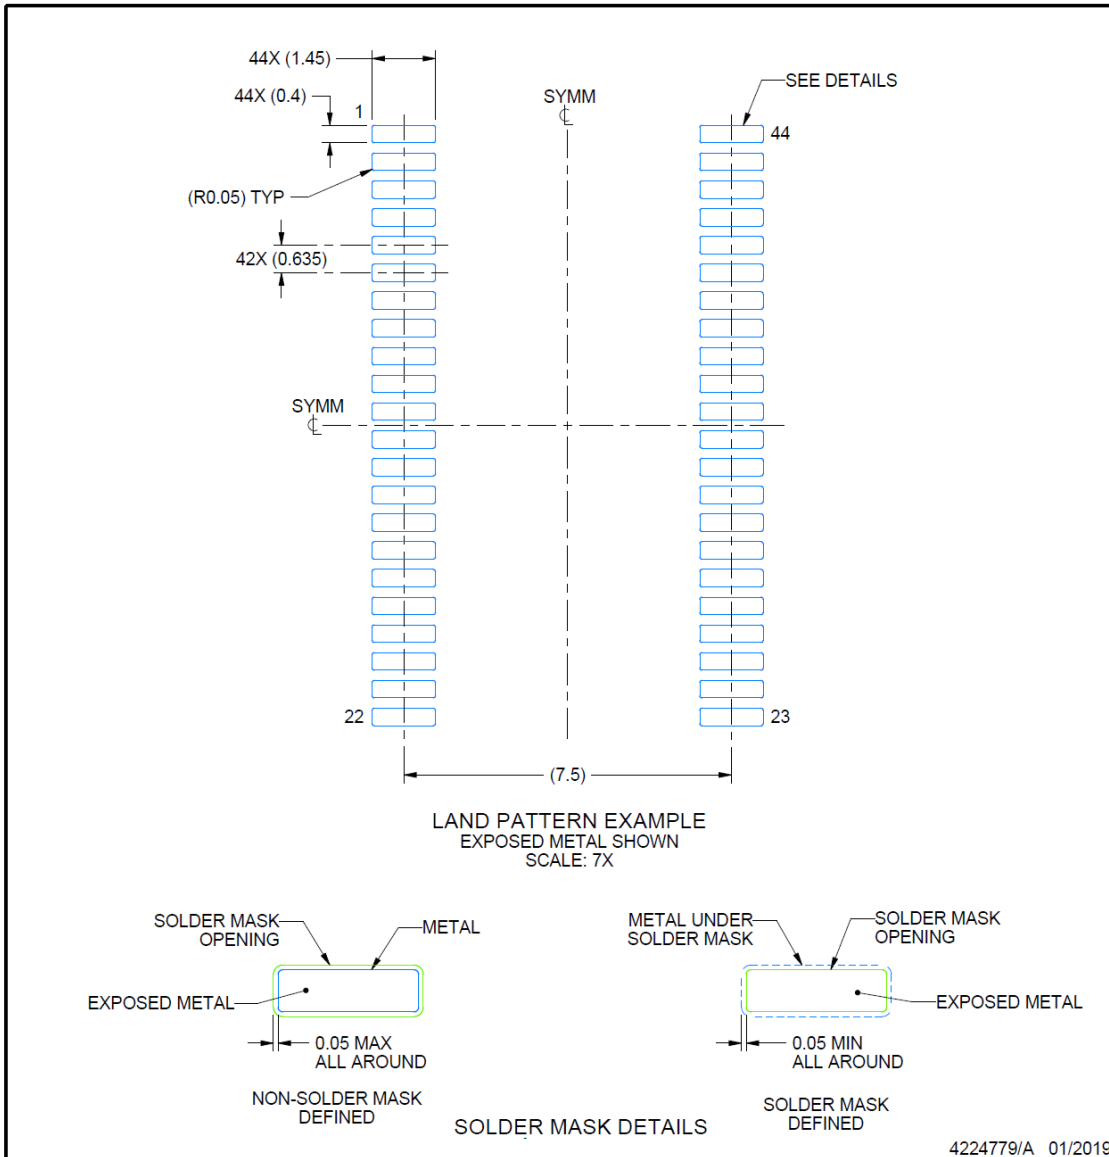 44X (1.45)
44X (0.4)
1
SYMM
SEE DETAILS
44
(R0.05) TYP
42X (0.635)
SYMM
22
23
(7.5)
LAND PATTERN EXAMPLE
EXPOSED METAL SHOWN
SCALE: 7X
SOLDER MASK
OPENING
METAL
EXPOSED METAL
0.05 MAX
ALL AROUND
NON-SOLDER MASK
DEFINED
METAL UNDER
SOLDER MASK
SOLDER MASK
OPENING
EXPOSED METAL
0.05 MIN
ALL AROUND
SOLDER MASK
DEFINED
SOLDER MASK DETAILS
4224779/A 01/2019